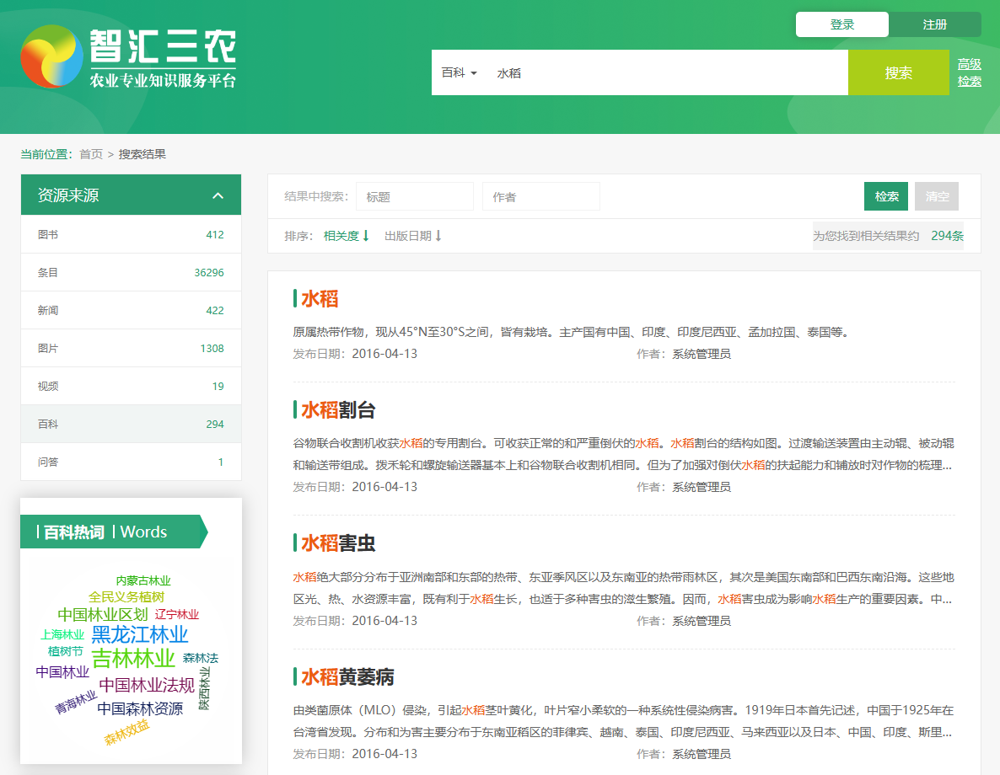 智汇三农
农业专业知识服务平台
登录 注册
百科 水稻 搜索 高级检索
当前位置：首页 > 搜索结果
资源来源
图书 412
条目 36296
新闻 422
图片 1308
视频 19
百科 294
问答 1
百科热词 Words
内蒙古林业
全民义务植树
中国林业区划 辽宁林业
上海林业 黑龙江林业
植树节 吉林林业 森林法
中国林业 中国林业法规 陕西林业
青海林业 中国森林资源
森林效益
结果中搜索： 标题 作者 检索 清空
排序： 相关度 出版日期 为您找到相关结果约 294条
水稻
原属热带作物，现从45°N至30°S之间，皆有栽培。主产国有中国、印度、印度尼西亚、孟加拉国、泰国等。
发布日期：2016-04-13 作者：系统管理员
水稻割台
谷物联合收割机收获水稻的专用割台。可收获正常的和严重倒伏的水稻。水稻割台的结构如图。过渡输送装置由主动辊、被动辊
和输送带组成。拨禾轮和螺旋输送器基本上和谷物联合收割机相同。但为了加强对倒伏水稻的扶起能力和铺放时对作物的梳理...
发布日期：2016-04-13 作者：系统管理员
水稻害虫
水稻绝大部分分布于亚洲南部和东部的热带、东亚季风区以及东南亚的热带雨林区，其次是美国东南部和巴西东南沿海。这些地
区光、热、水资源丰富，既有利于水稻生长，也适于多种害虫的滋生繁殖。因而，水稻害虫成为影响水稻生产的重要因素。中...
发布日期：2016-04-13 作者：系统管理员
水稻黄萎病
由类菌原体（MLO）侵染，引起水稻茎叶黄化，叶片窄小柔软的一种系统性侵染病害。1919年日本首先记述，中国于1925年在
台湾省发现。分布和为害主要分布于东南亚稻区的菲律宾、越南、泰国、印度尼西亚、马来西亚以及日本、中国、印度、斯里...
发布日期：2016-04-13 作者：系统管理员